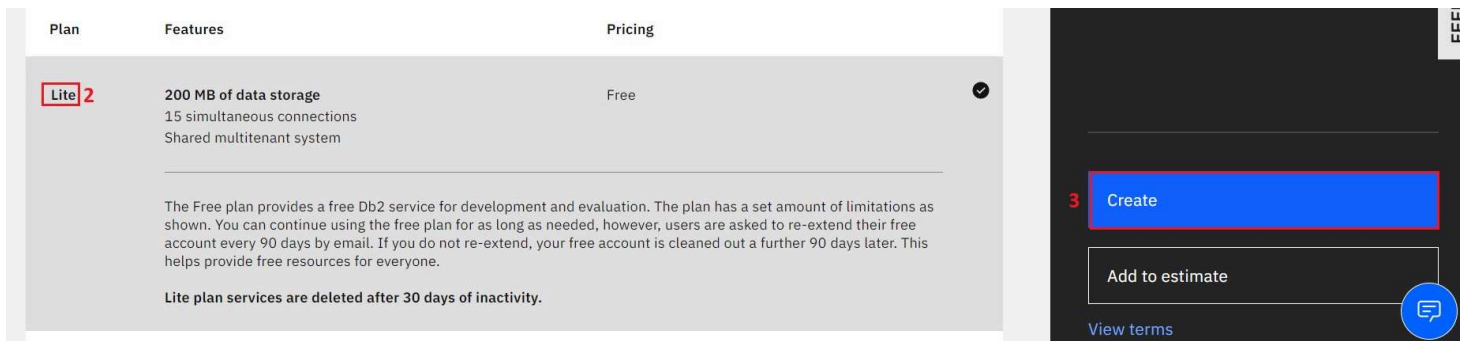 Plan Features Pricing
Lite 2 200 MB of data storage Free
15 simultaneous connections
Shared multitenant system
The Free plan provides a free Db2 service for development and evaluation. The plan has a set amount of limitations as
shown. You can continue using the free plan for as long as needed, however, users are asked to re-extend their free
account every 90 days by email. If you do not re-extend, your free account is cleaned out a further 90 days later. This
helps provide free resources for everyone.
Lite plan services are deleted after 30 days of inactivity.
3 Create
Add to estimate
View terms